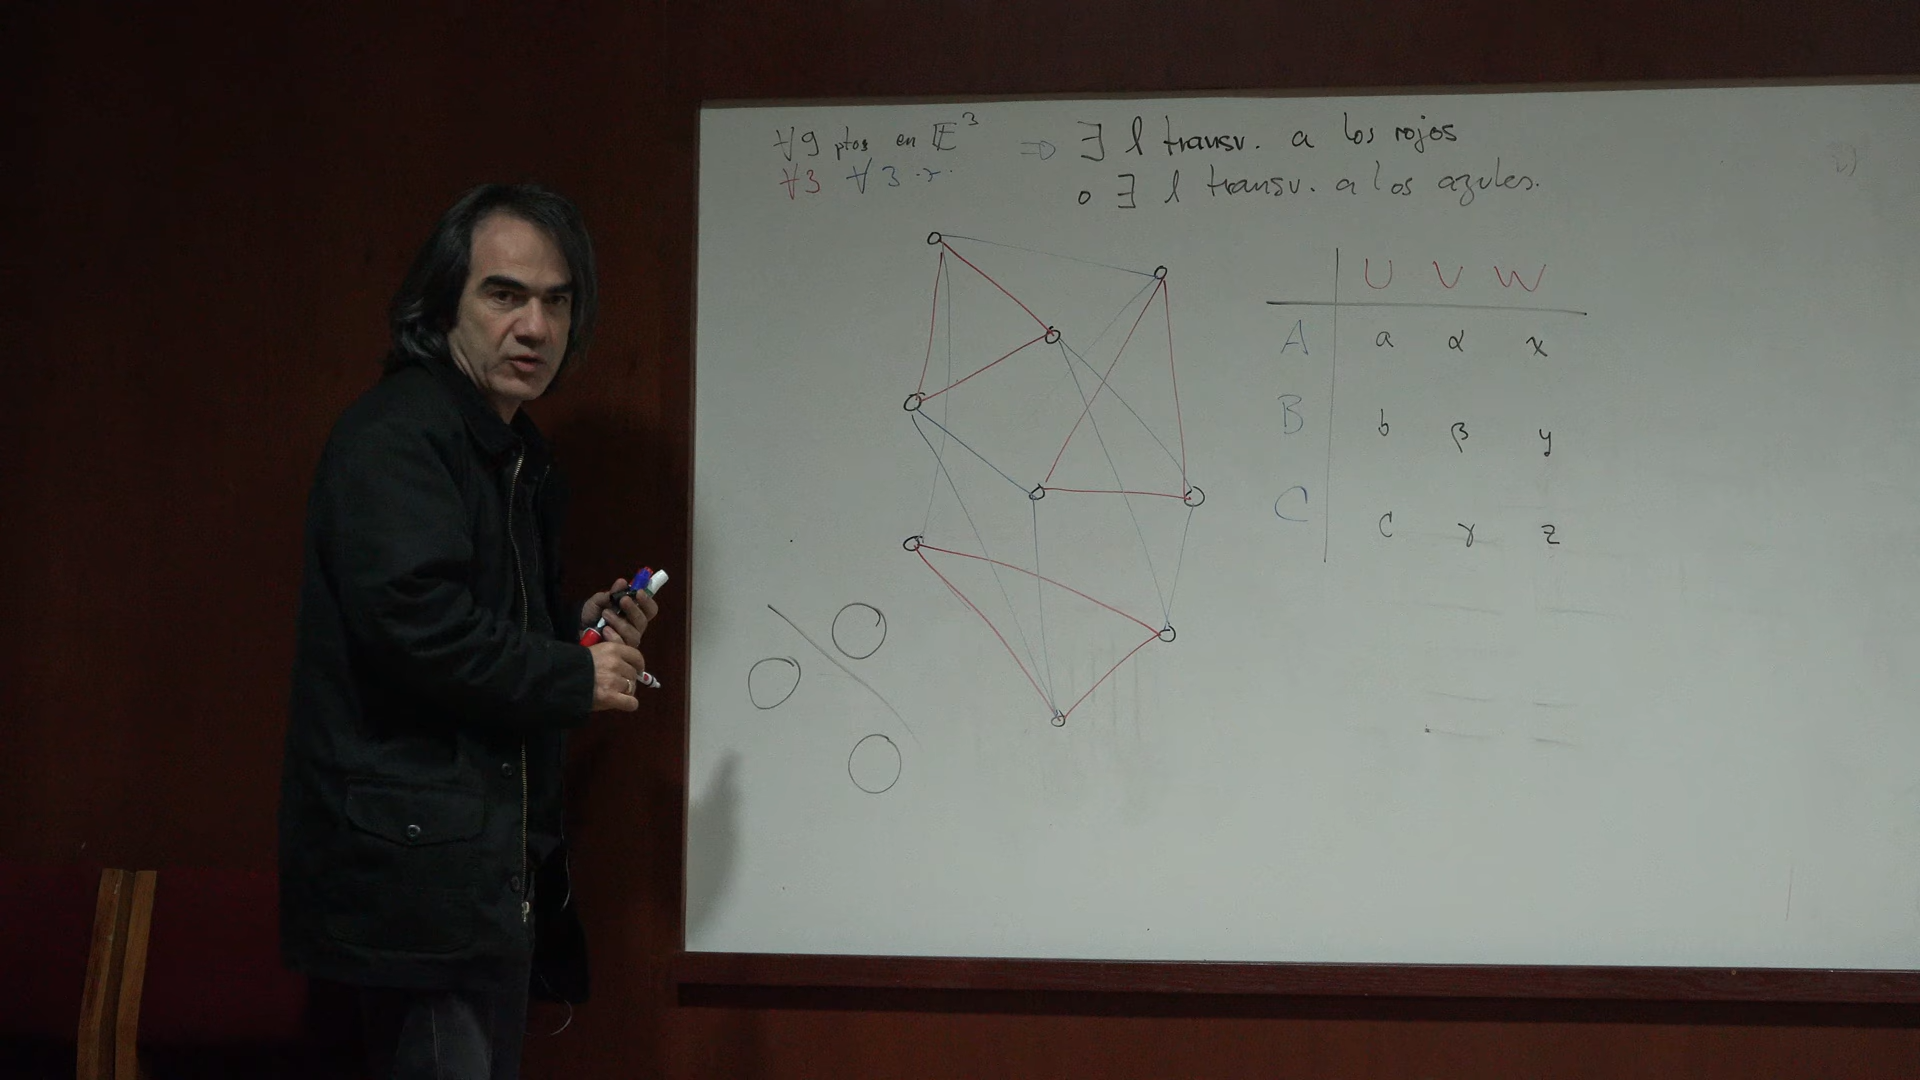 ∀9 ptos en 𝔼³ ⇒ ∃ l transv. a los rojos
∀3 ∀3
o ∃ l transv. a los azules.
U V W
A a α x
B b β y
C c γ z